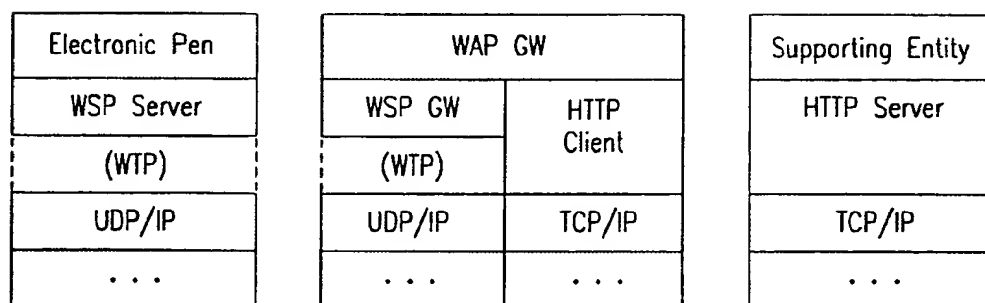 Electronic Pen
WSP Server
(WTP)
UDP/IP
. . .
WAP GW
WSP GW
(WTP)
UDP/IP
. . .
HTTP
Client
TCP/IP
. . .
Supporting Entity
HTTP Server
TCP/IP
. . .